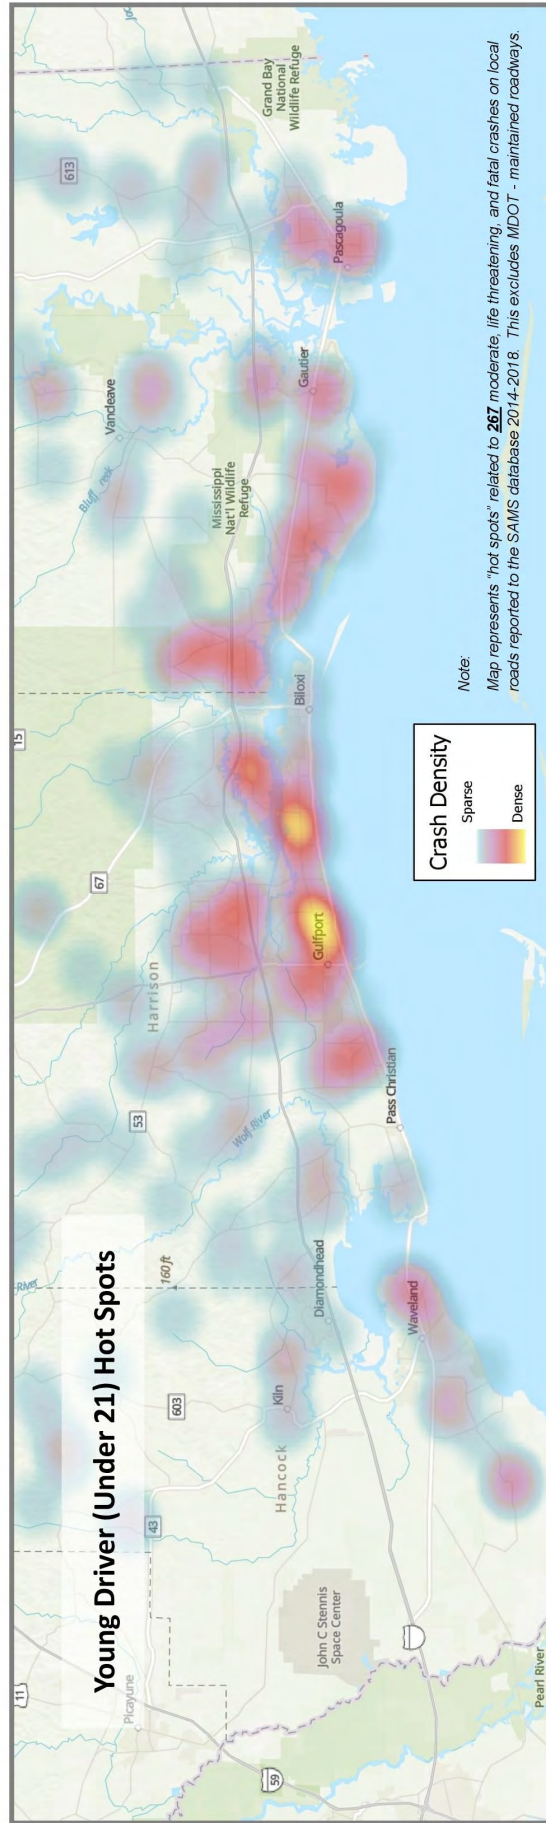 Young Driver (Under 21) Hot Spots
11
Picayune
59
Pearl River
John C Stennis
Space Center
43
603
Hancock
Kiln
River
160 ft
Diamondhead
Waveland
53
Wolf River
Pass Christian
Harrison
Gulfport
67
15
Biloxi
Bluff Creek
Vancleave
Mississippi
Nat'l Wildlife
Refuge
Gautier
Pascagoula
613
Grand Bay
National
Wildlife Refuge
Crash Density
Sparse
Dense
Note:
Map represents "hot spots" related to 267 moderate, life threatening, and fatal crashes on local
roads reported to the SAMS database 2014-2018.  This excludes MDOT - maintained roadways.